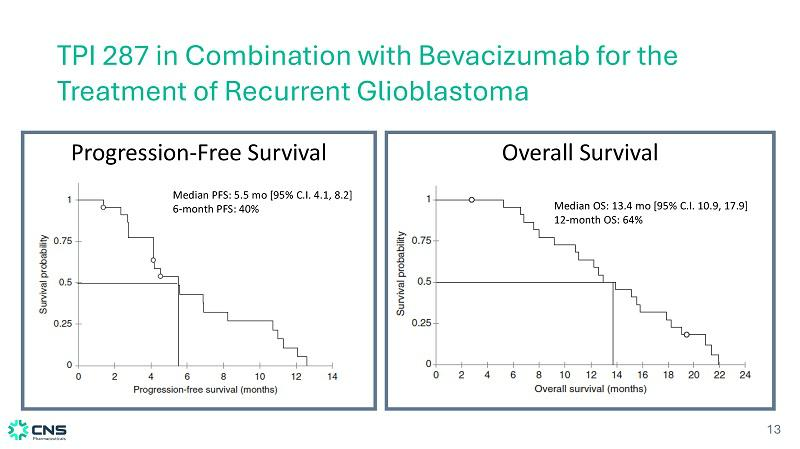 TPI 287 in Combination with Bevacizumab for the
Treatment of Recurrent Glioblastoma
Progression-Free Survival
Median PFS: 5.5 mo [95% C.I. 4.1, 8.2]
6-month PFS: 40%
Survival probability
1
0.75
0.5
0.25
0
0 2 4 6 8 10 12 14
Progression-free survival (months)
Overall Survival
Median OS: 13.4 mo [95% C.I. 10.9, 17.9]
12-month OS: 64%
Survival probability
1
0.75
0.5
0.25
0
0 2 4 6 8 10 12 14 16 18 20 22 24
Overall survival (months)
CNS
Pharmaceuticals
13